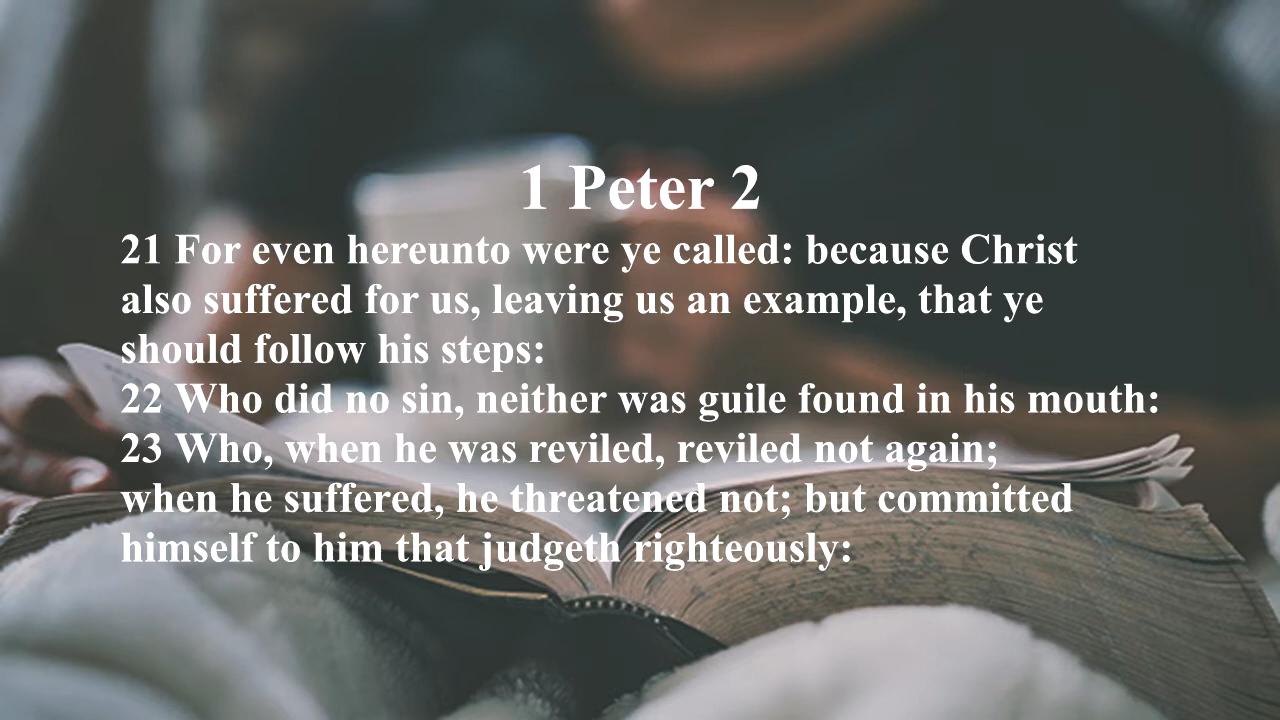 1 Peter 2
21 For even hereunto were ye called: because Christ
also suffered for us, leaving us an example, that ye
should follow his steps:
22 Who did no sin, neither was guile found in his mouth:
23 Who, when he was reviled, reviled not again;
when he suffered, he threatened not; but committed
himself to him that judgeth righteously: